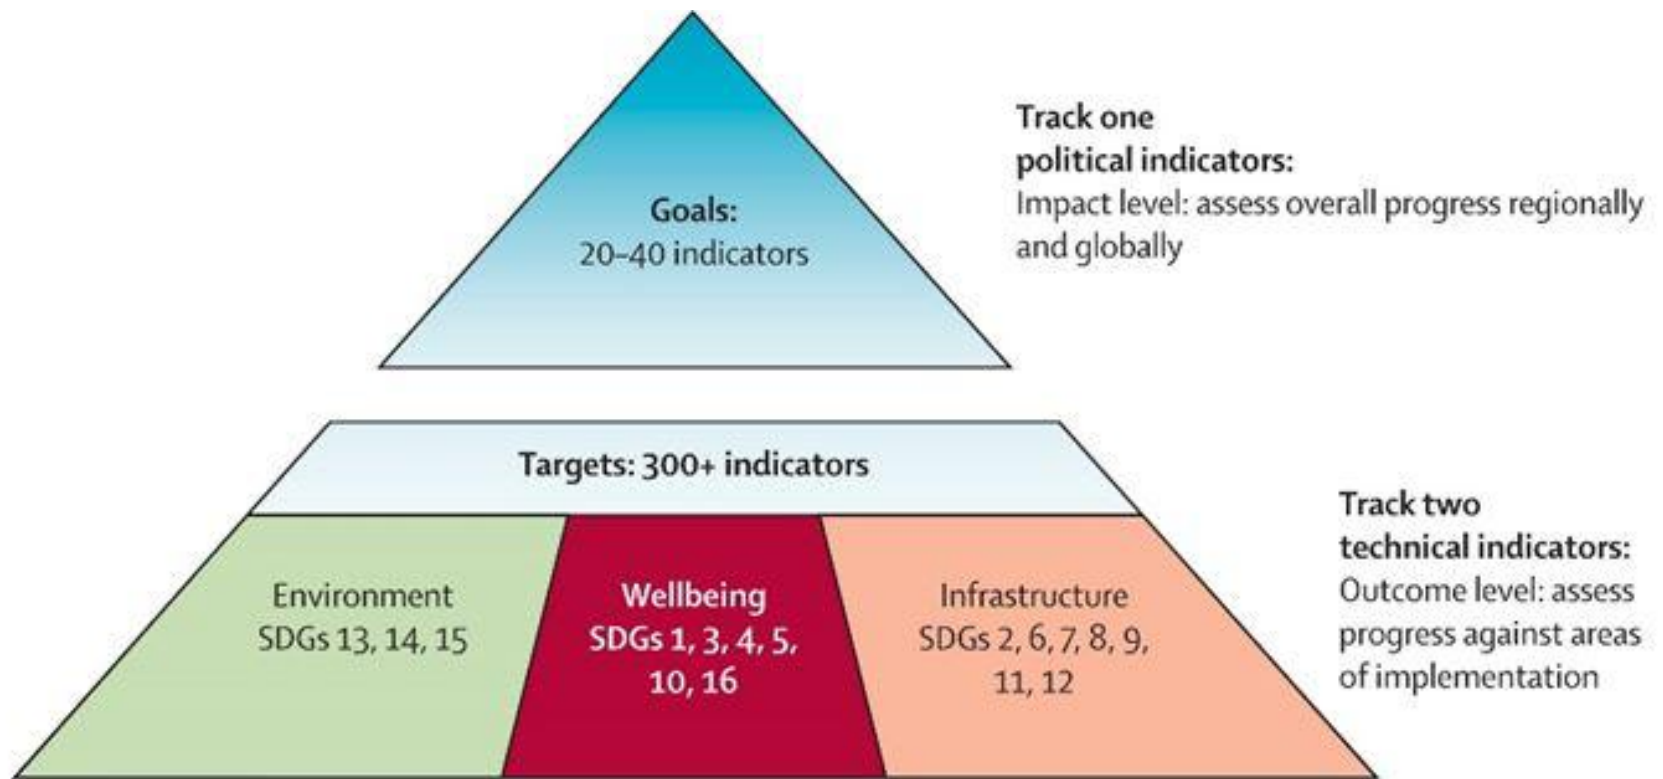 Track one
political indicators:
Impact level: assess overall progress regionally
and globally
Goals:
20–40 indicators
Targets: 300+ indicators
Track two
technical indicators:
Outcome level: assess
progress against areas
of implementation
Environment
SDGs 13, 14, 15
Wellbeing
SDGs 1, 3, 4, 5,
10, 16
Infrastructure
SDGs 2, 6, 7, 8, 9,
11, 12